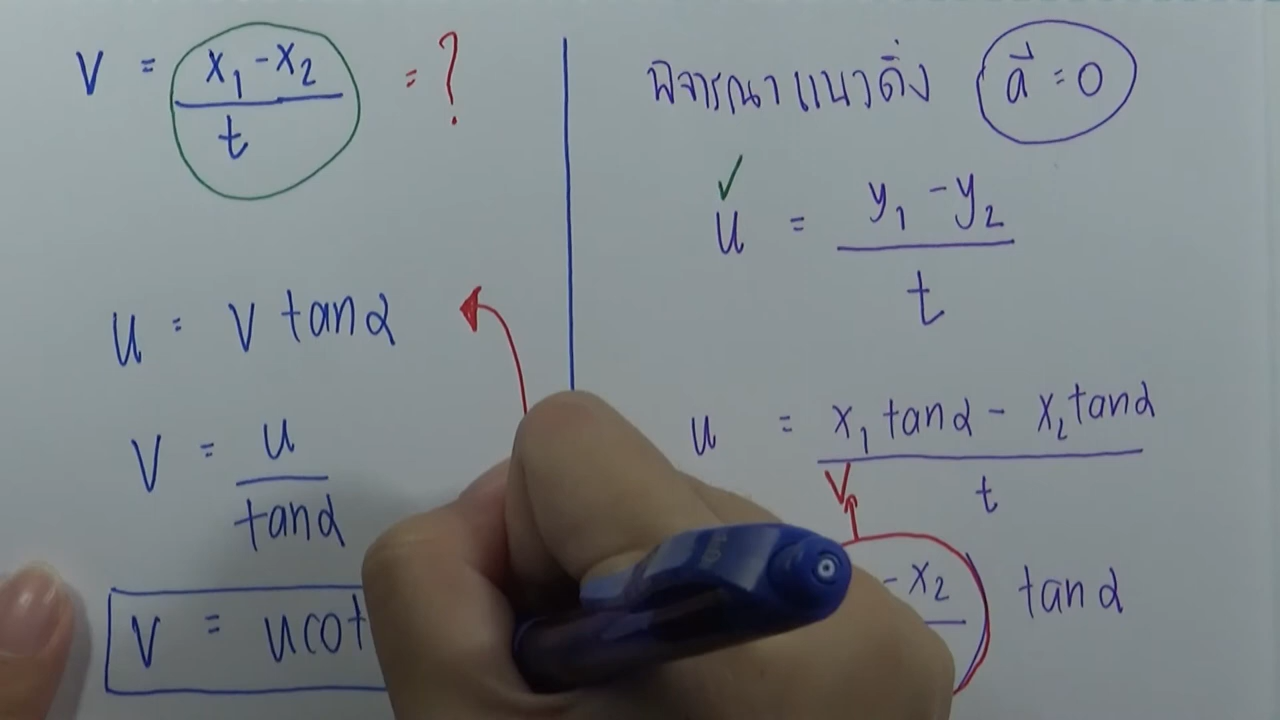 V = x₁ - x₂ / t = ?
u = v tanα
V = u / tanα
V = ucot
พิจารณาแนวดิ่ง a⃗ = 0
✓
u = y₁ - y₂ / t
u = x₁ tanα - x₂ tanα / t
V
- x₂ tanα